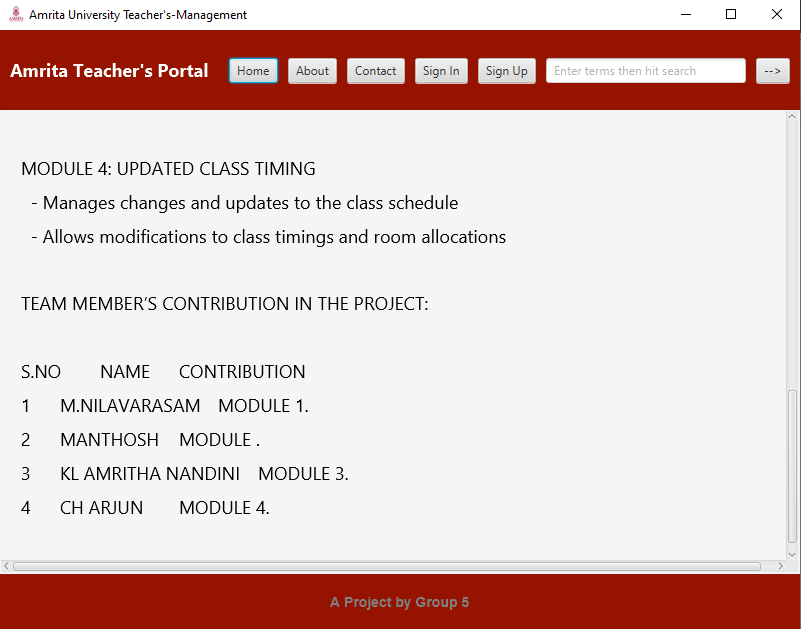 Amrita University Teacher's-Management
Amrita Teacher's Portal Home About Contact Sign In Sign Up Enter terms then hit search -->
MODULE 4: UPDATED CLASS TIMING
- Manages changes and updates to the class schedule
- Allows modifications to class timings and room allocations
TEAM MEMBER’S CONTRIBUTION IN THE PROJECT:
S.NO NAME CONTRIBUTION
1 M.NILAVARASAM MODULE 1.
2 MANTHOSH MODULE .
3 KL AMRITHA NANDINI MODULE 3.
4 CH ARJUN MODULE 4.
A Project by Group 5